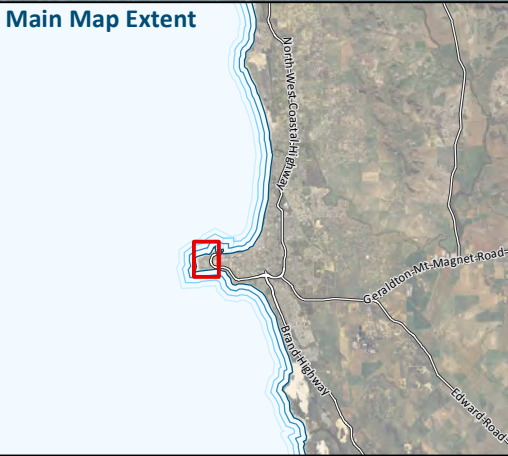 Main Map Extent
North-West-Coastal-Highway
Geraldton-Mt-Magnet-Road
Brand-Highway
Edward-Road